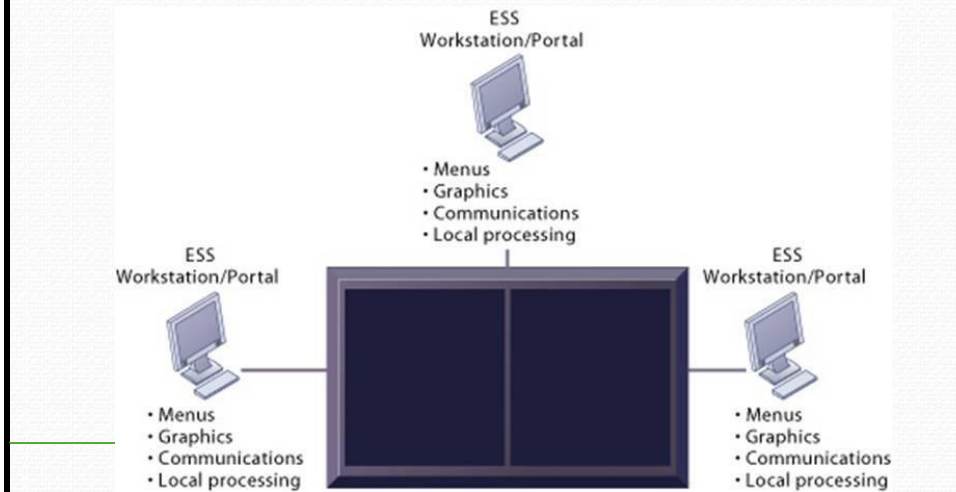 ESS
Workstation/Portal
• Menus
• Graphics
• Communications
• Local processing
ESS
Workstation/Portal
• Menus
• Graphics
• Communications
• Local processing
ESS
Workstation/Portal
• Menus
• Graphics
• Communications
• Local processing